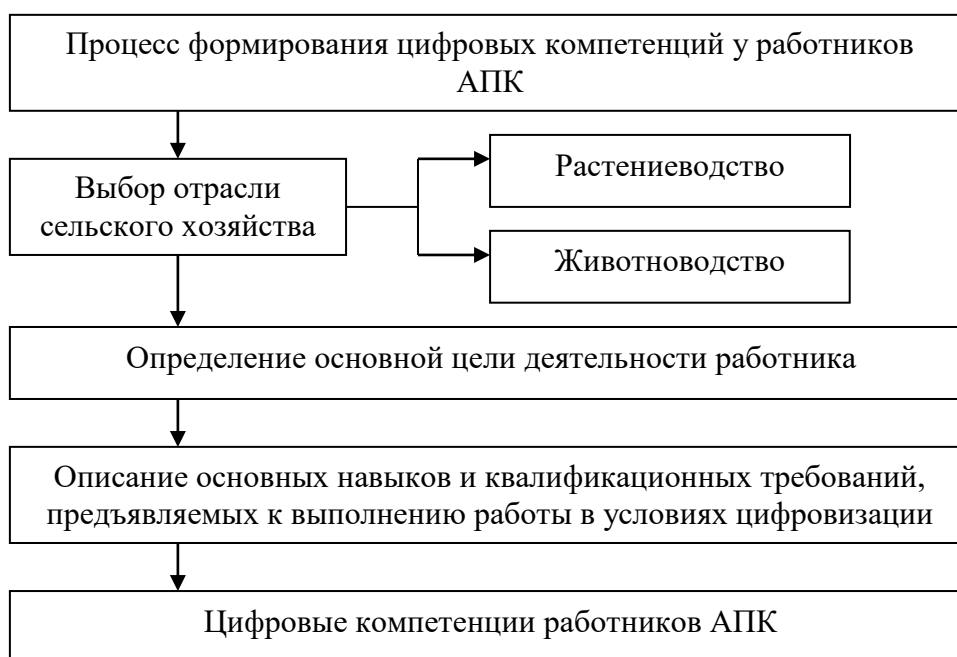 Процесс формирования цифровых компетенций у работников
АПК
Выбор отрасли
сельского хозяйства
Растениеводство
Животноводство
Определение основной цели деятельности работника
Описание основных навыков и квалификационных требований,
предъявляемых к выполнению работы в условиях цифровизации
Цифровые компетенции работников АПК